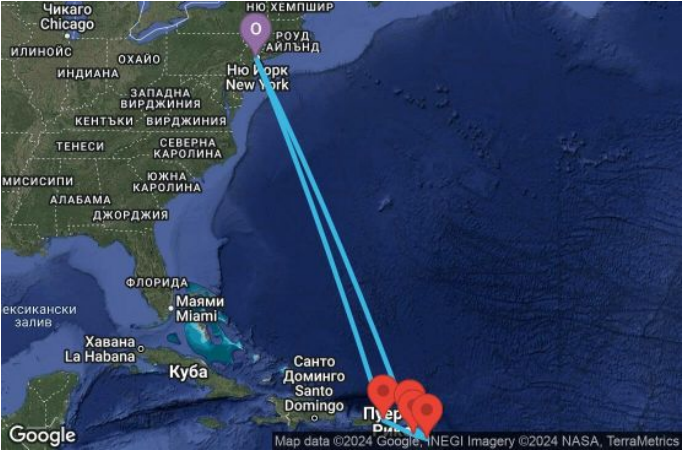 НЮ ХЕМПШИР
Чикаго
Chicago
О
РОУД
АЙЛЪНД
ИЛИНОЙС
ОХАЙО
ИНДИАНА
Ню Йорк
New York
ЗАПАДНА
ВИРДЖИНИЯ
КЕНТЪКИ
ВИРДЖИНИЯ
ТЕНЕСИ
СЕВЕРНА
КАРОЛИНА
МИСИСИПИ
ЮЖНА
КАРОЛИНА
АЛАБАМА
ДЖОРДЖИЯ
ФЛОРИДА
Маями
Miami
ексикански
залив
Хавана
La Habana
Куба
Санто
Доминго
Santo
Domingo
Пуер
Рико
Google
Map data ©2024 Google, INEGI Imagery ©2024 NASA, TerraMetrics